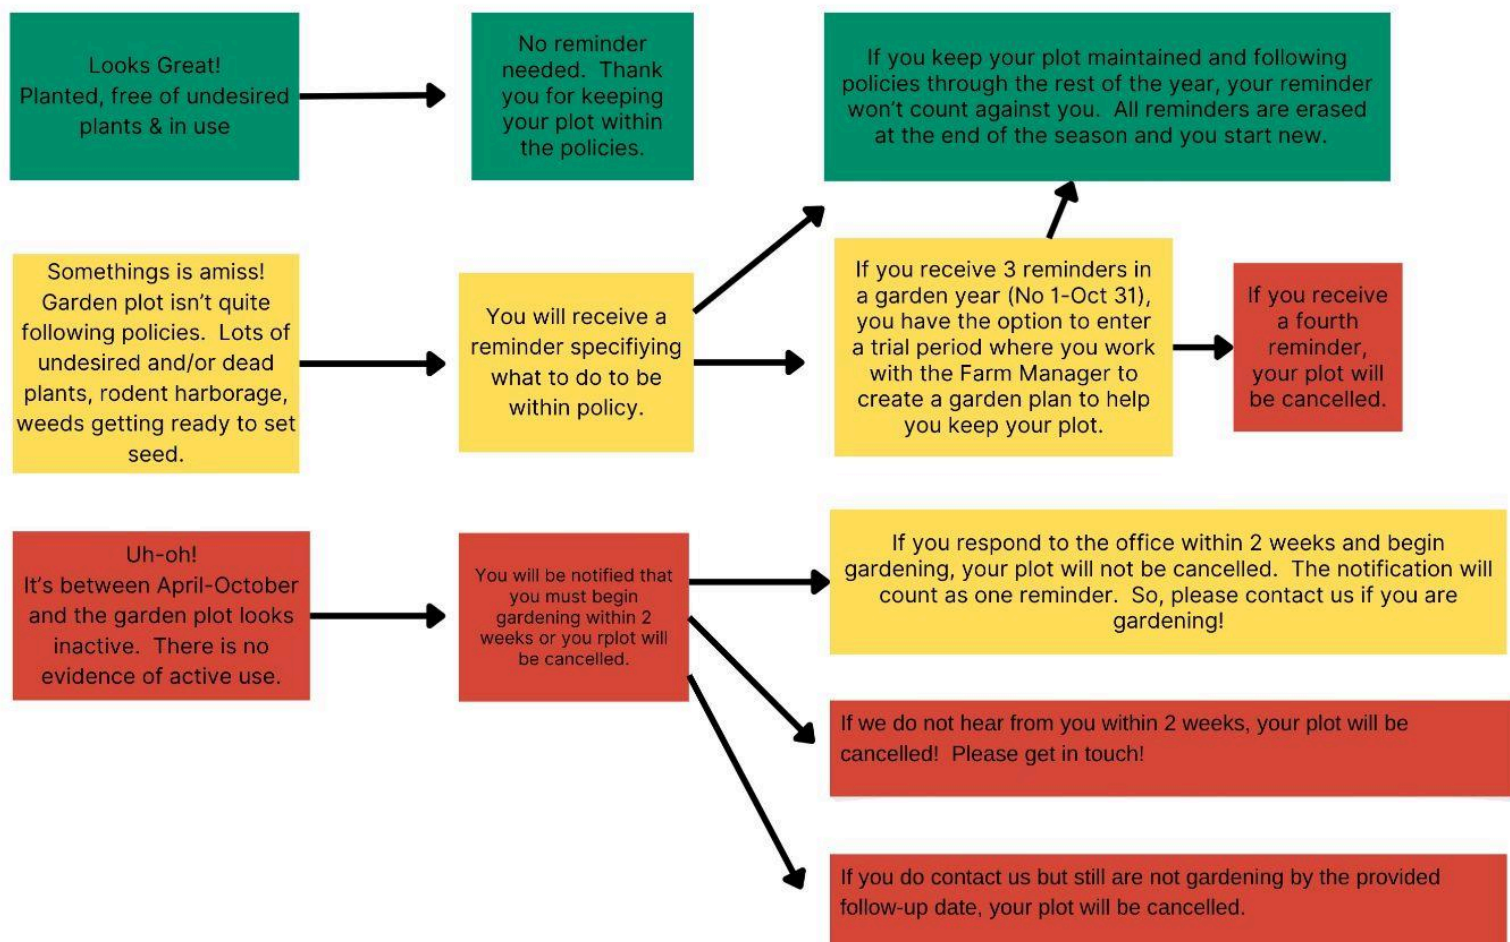 Looks Great!
Planted, free of undesired
plants & in use
No reminder
needed. Thank
you for keeping
your plot within
the policies.
If you keep your plot maintained and following
policies through the rest of the year, your reminder
won't count against you. All reminders are erased
at the end of the season and you start new.
Somethings is amiss!
Garden plot isn't quite
following policies. Lots of
undesired and/or dead
plants, rodent harborage,
weeds getting ready to set
seed.
You will receive a
reminder specifiying
what to do to be
within policy.
If you receive 3 reminders in
a garden year (No 1-Oct 31),
you have the option to enter
a trial period where you work
with the Farm Manager to
create a garden plan to help
you keep your plot.
If you receive
a fourth
reminder,
your plot will
be cancelled.
Uh-oh!
It's between April-October
and the garden plot looks
inactive. There is no
evidence of active use.
You will be notified that
you must begin
gardening within 2
weeks or you rplot will
be cancelled.
If you respond to the office within 2 weeks and begin
gardening, your plot will not be cancelled. The notification will
count as one reminder. So, please contact us if you are
gardening!
If we do not hear from you within 2 weeks, your plot will be
cancelled! Please get in touch!
If you do contact us but still are not gardening by the provided
follow-up date, your plot will be cancelled.